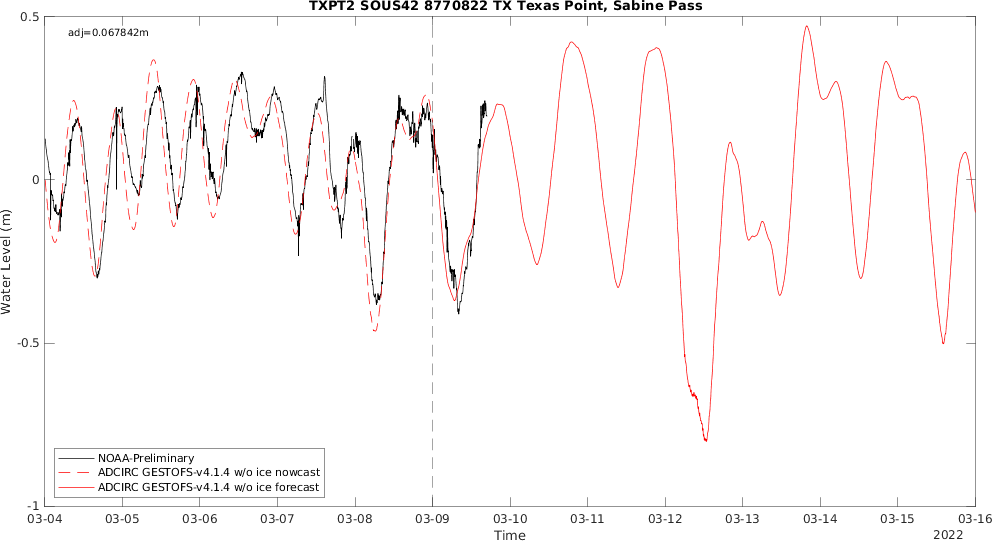 TXPT2 SOUS42 8770822 TX Texas Point, Sabine Pass
adj=0.067842m
0.5
0
-0.5
-1
Water Level (m)
NOAA-Preliminary
ADCIRC GESTOFS-v4.1.4 w/o ice nowcast
ADCIRC GESTOFS-v4.1.4 w/o ice forecast
03-04 03-05 03-06 03-07 03-08 03-09 03-10 03-11 03-12 03-13 03-14 03-15 03-16
Time
2022